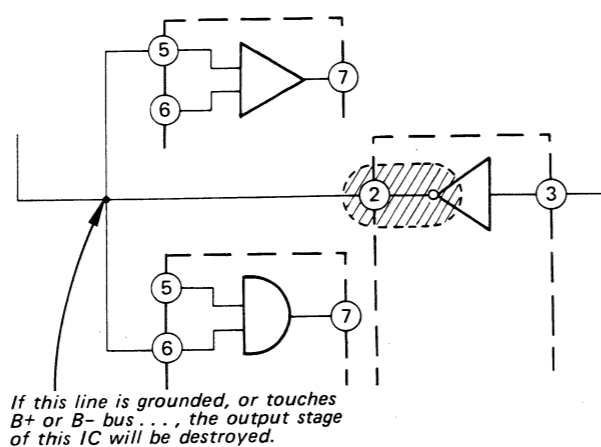 5
7
6
2
3
5
7
6
If this line is grounded, or touches
B+ or B– bus . . . , the output stage
of this IC will be destroyed.